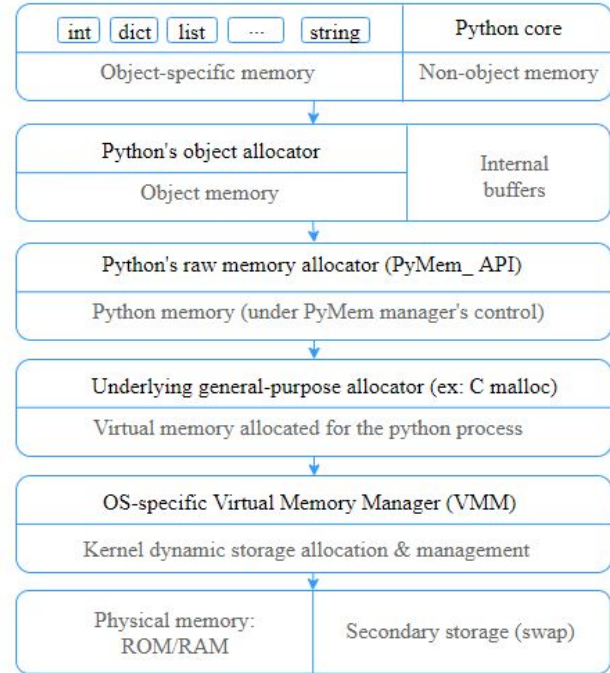 int dict list ... string Python core
Object-specific memory Non-object memory
Python's object allocator
Object memory
Internal
buffers
Python's raw memory allocator (PyMem_ API)
Python memory (under PyMem manager's control)
Underlying general-purpose allocator (ex: C malloc)
Virtual memory allocated for the python process
OS-specific Virtual Memory Manager (VMM)
Kernel dynamic storage allocation & management
Physical memory:
ROM/RAM
Secondary storage (swap)